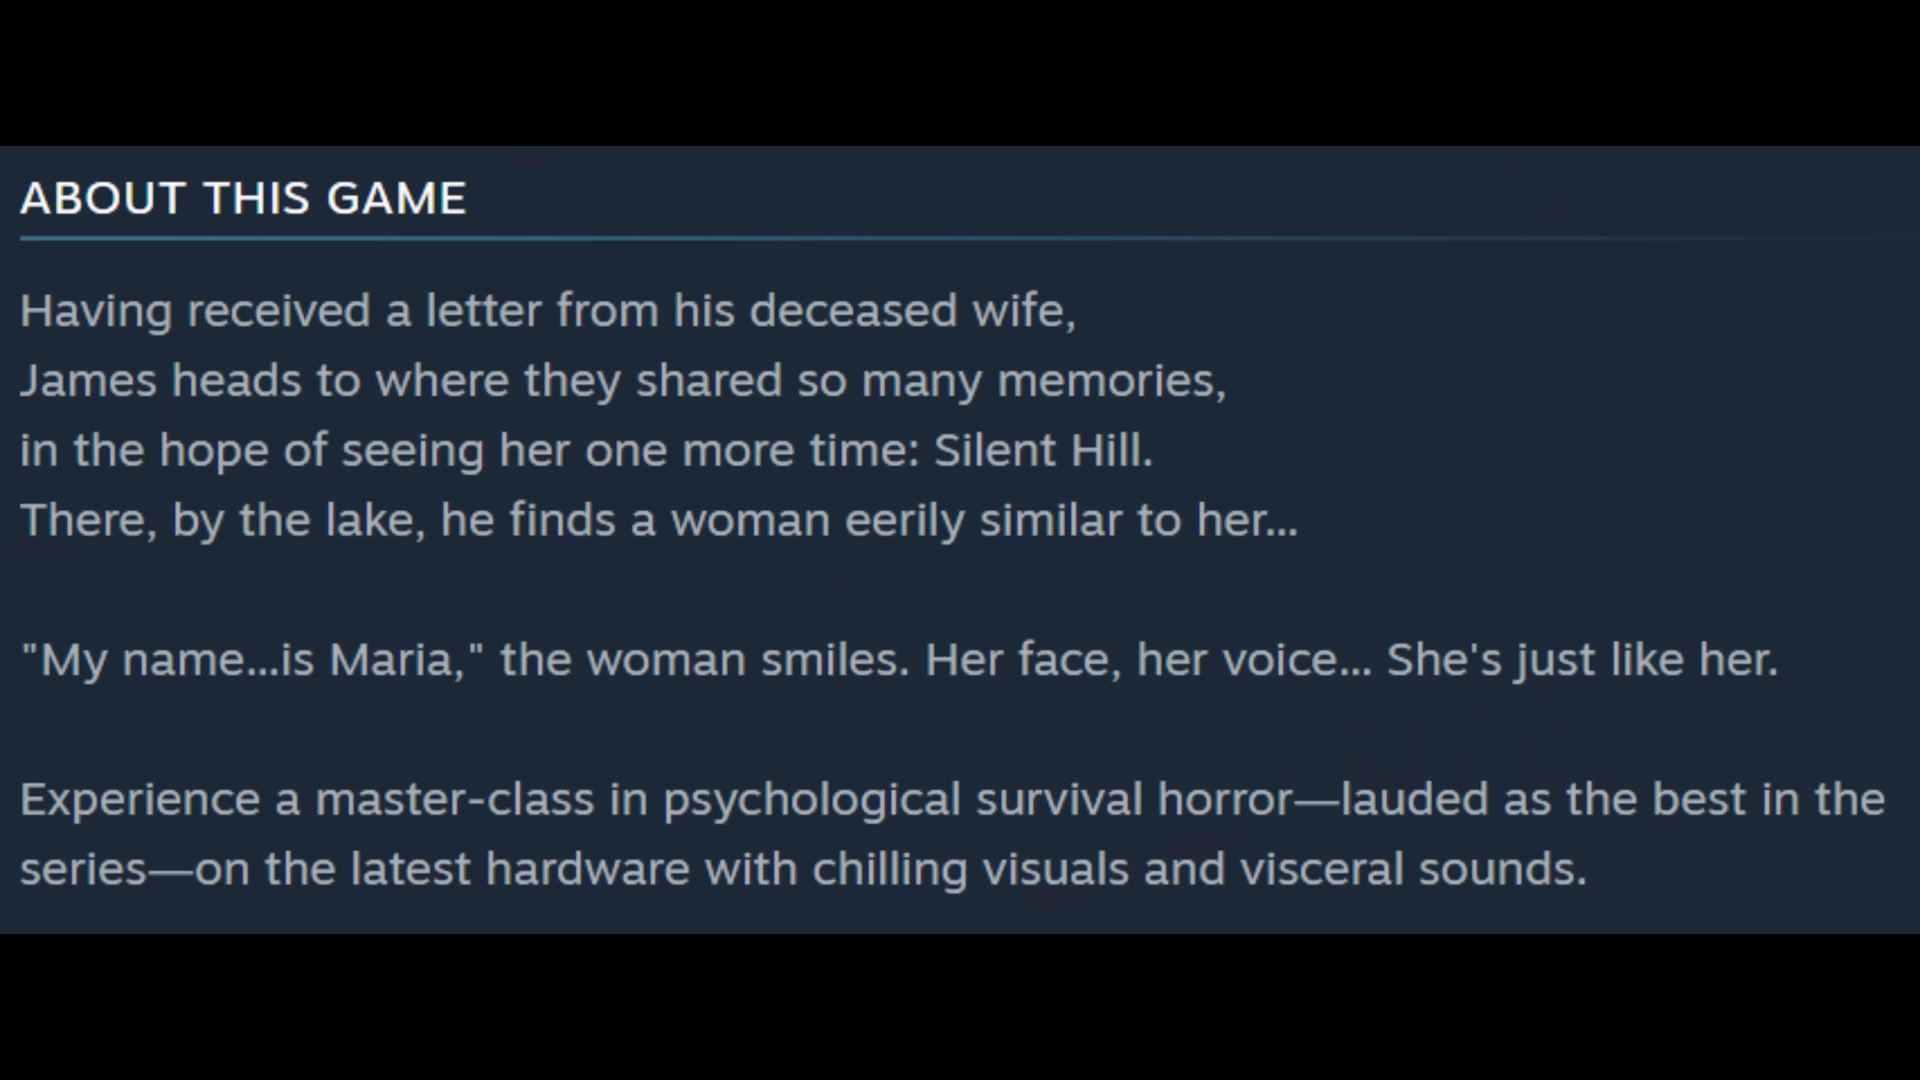 ABOUT THIS GAME
Having received a letter from his deceased wife,
James heads to where they shared so many memories,
in the hope of seeing her one more time: Silent Hill.
There, by the lake, he finds a woman eerily similar to her...
"My name...is Maria," the woman smiles. Her face, her voice... She's just like her.
Experience a master-class in psychological survival horror—lauded as the best in the
series—on the latest hardware with chilling visuals and visceral sounds.